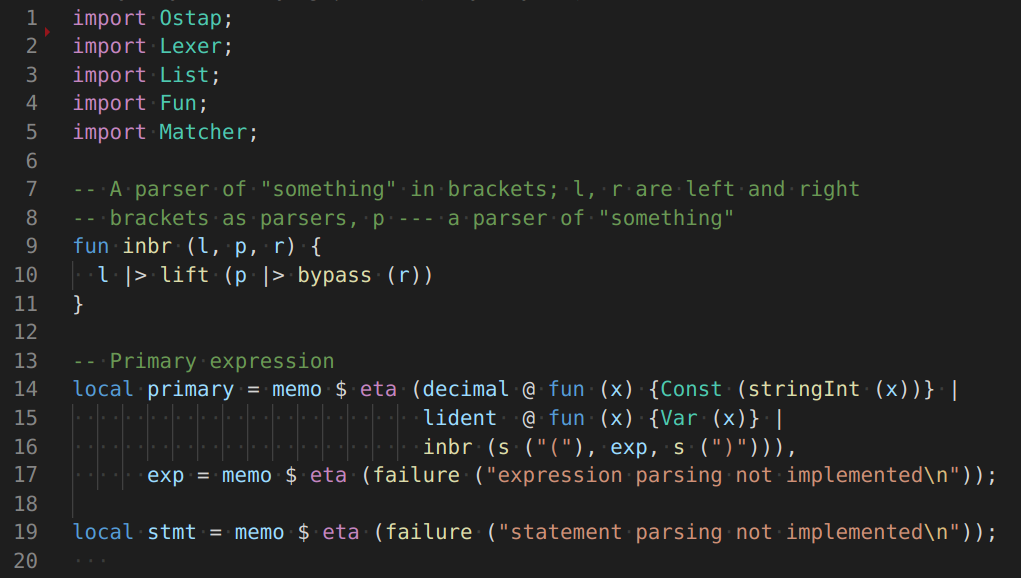 1 import Ostap;
2 import Lexer;
3 import List;
4 import Fun;
5 import Matcher;
6
7 -- A parser of "something" in brackets; l, r are left and right
8 -- brackets as parsers, p --- a parser of "something"
9 fun inbr (l, p, r) {
10   l |> lift (p |> bypass (r))
11 }
12
13 -- Primary expression
14 local primary = memo $ eta (decimal @ fun (x) {Const (stringInt (x))} |
15                             lident  @ fun (x) {Var (x)} |
16                             inbr (s ("("), exp, s (")"))),
17       exp = memo $ eta (failure ("expression parsing not implemented\n"));
18
19 local stmt = memo $ eta (failure ("statement parsing not implemented\n"));
20